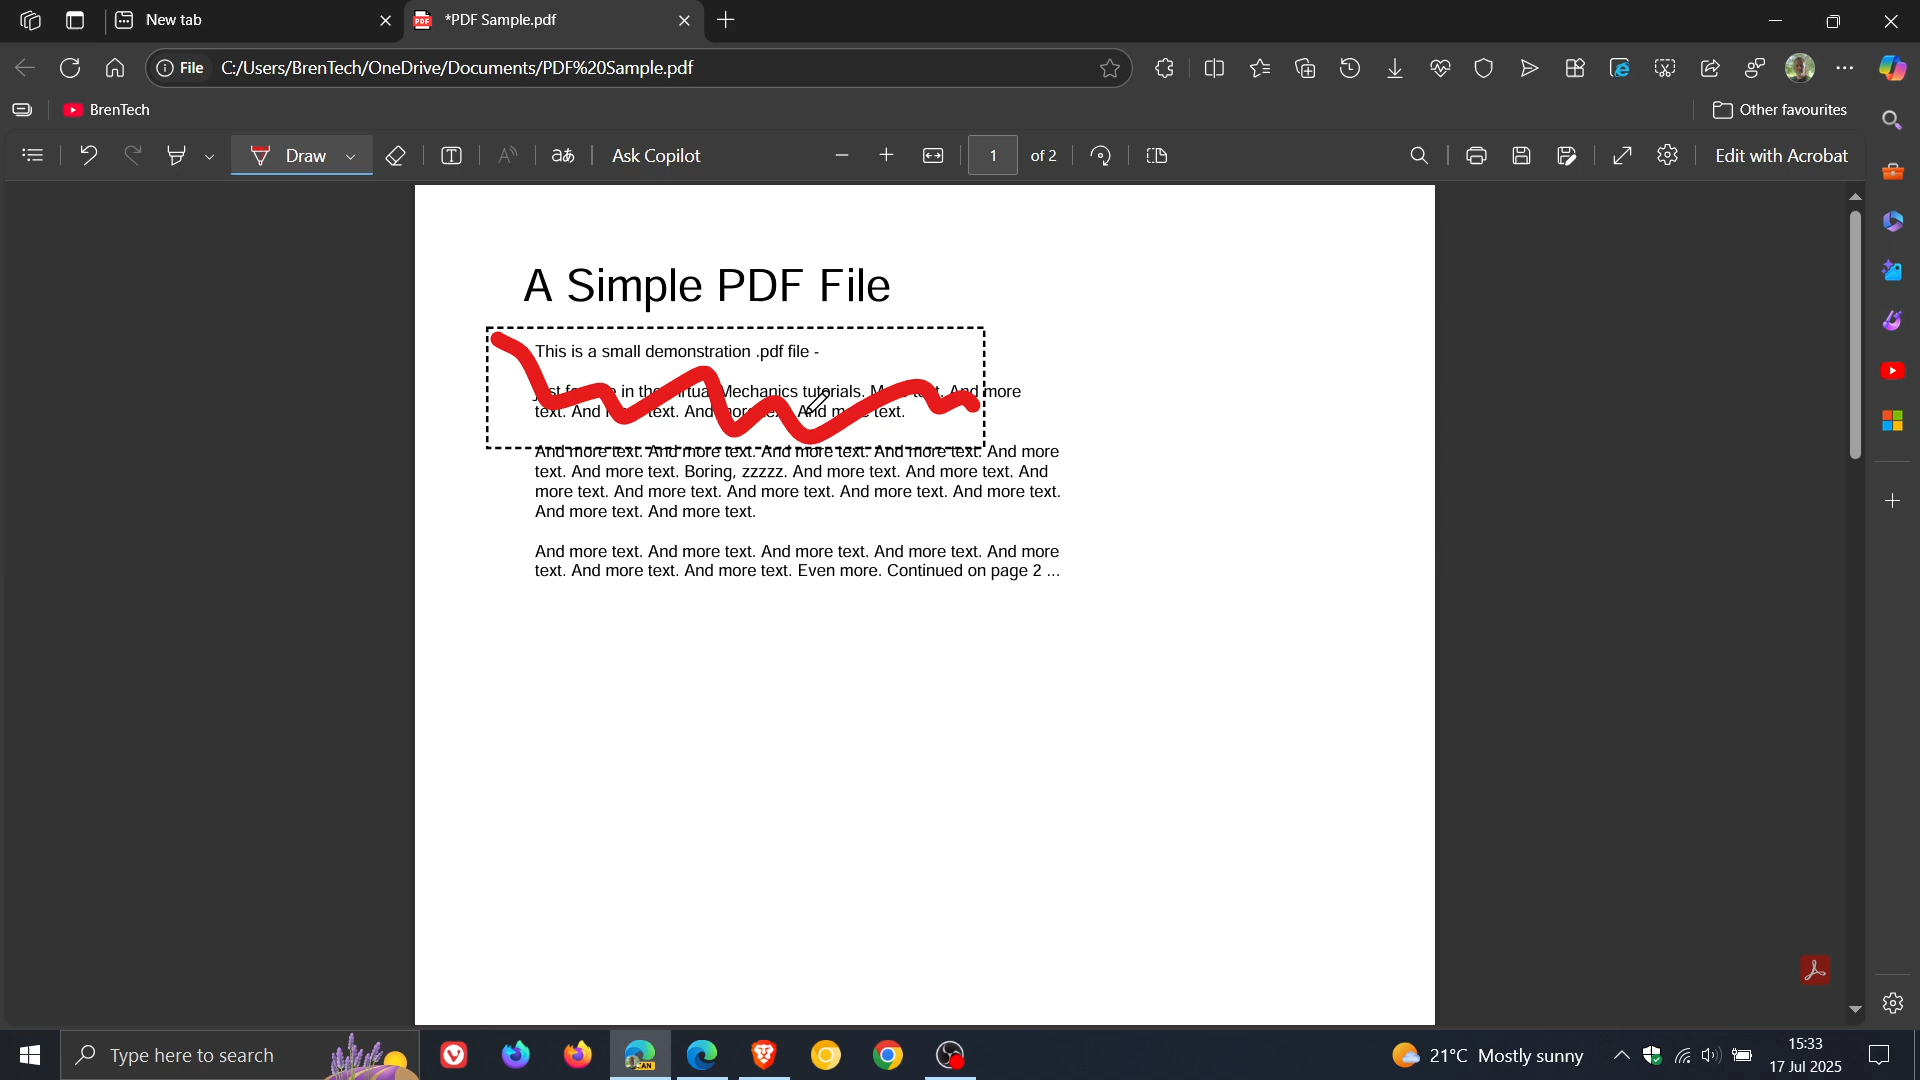 New tab
*PDF Sample.pdf
File C:/Users/BrenTech/OneDrive/Documents/PDF%20Sample.pdf
BrenTech
Other favourites
Draw
aあ
Ask Copilot
1 of 2
Edit with Acrobat
A Simple PDF File
This is a small demonstration .pdf file -
in the Mechanics tutorials. And more
text. And text. And And text.
And more text. And more text. And more text. And more text. And more
text. And more text. Boring, zzzzz. And more text. And more text. And
more text. And more text. And more text. And more text. And more text.
And more text. And more text.
And more text. And more text. And more text. And more text. And more
text. And more text. And more text. Even more. Continued on page 2 ...
Type here to search
CAN
21°C Mostly sunny
15:33
17 Jul 2025